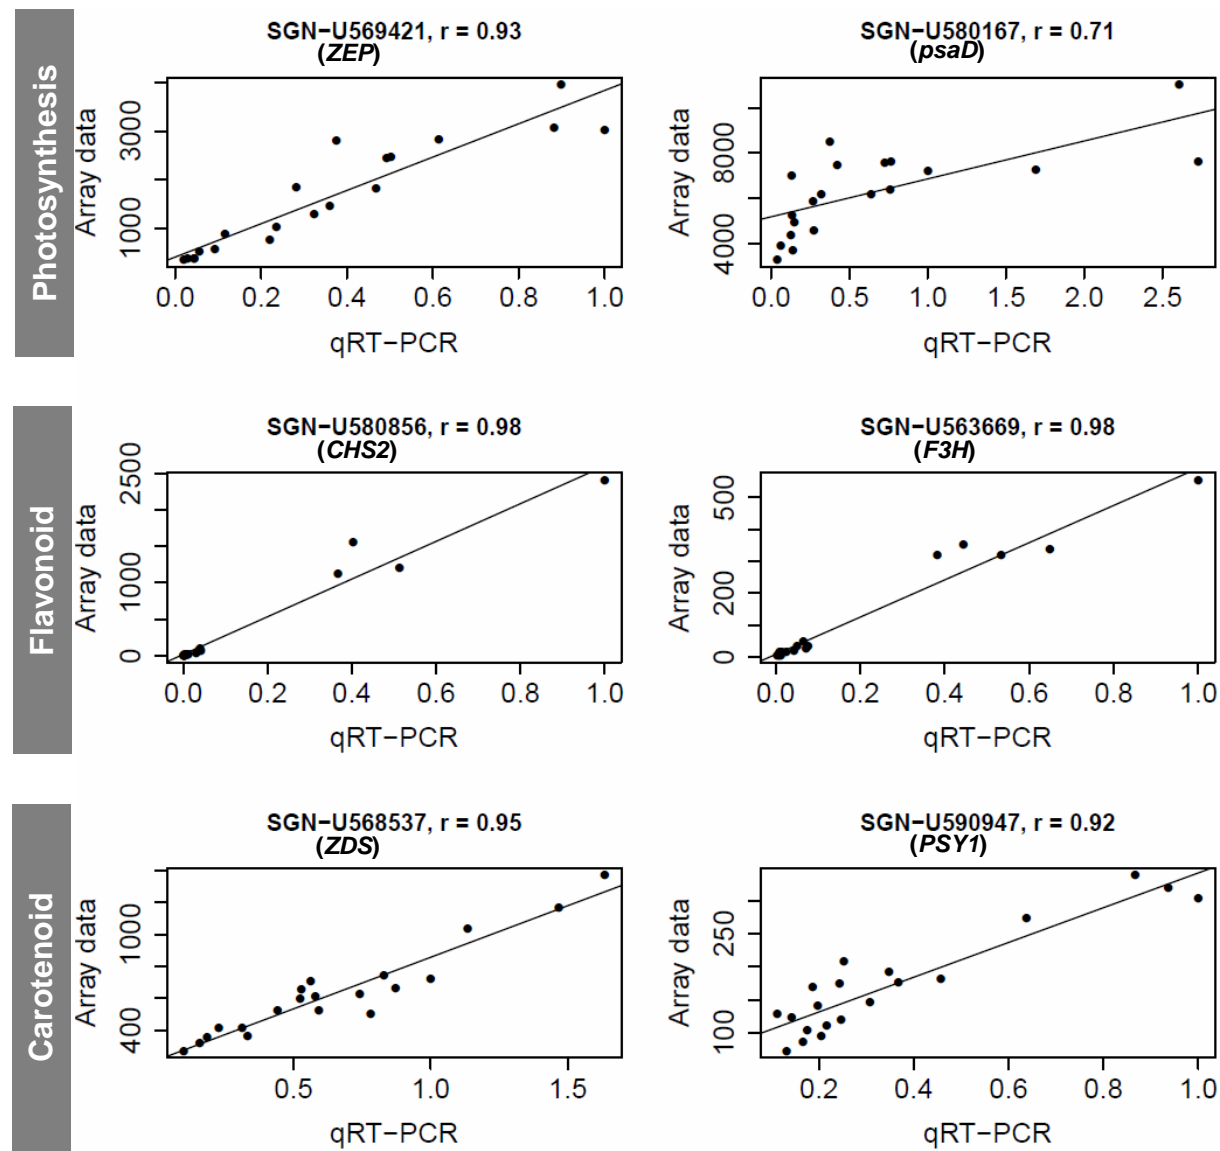 Photosynthesis
SGN-U569421, r = 0.93
(ZEP)
Array data
1000 3000
0.0 0.2 0.4 0.6 0.8 1.0
qRT-PCR
SGN-U580167, r = 0.71
(psaD)
Array data
4000 8000
0.0 0.5 1.0 1.5 2.0 2.5
qRT-PCR
Flavonoid
SGN-U580856, r = 0.98
(CHS2)
Array data
0 1000 2500
0.0 0.2 0.4 0.6 0.8 1.0
qRT-PCR
SGN-U563669, r = 0.98
(F3H)
Array data
0 200 500
0.0 0.2 0.4 0.6 0.8 1.0
qRT-PCR
Carotenoid
SGN-U568537, r = 0.95
(ZDS)
Array data
400 1000
0.5 1.0 1.5
qRT-PCR
SGN-U590947, r = 0.92
(PSY1)
Array data
100 250
0.2 0.4 0.6 0.8 1.0
qRT-PCR